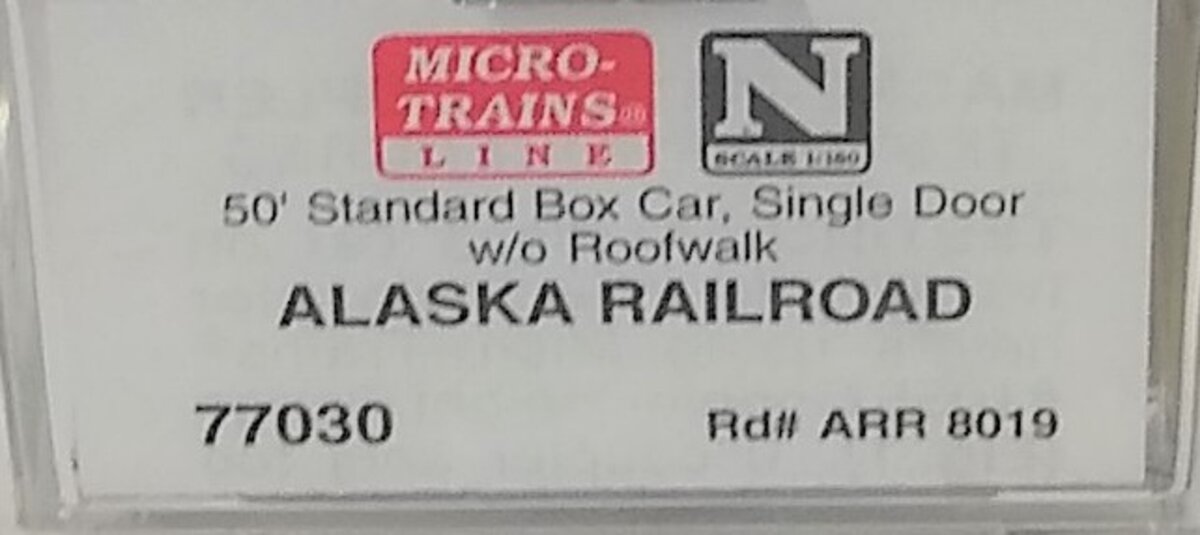 MICRO-
TRAINS®
LINE
N
SCALE 1/160
50' Standard Box Car, Single Door
w/o Roofwalk
ALASKA RAILROAD
77030 Rd# ARR 8019